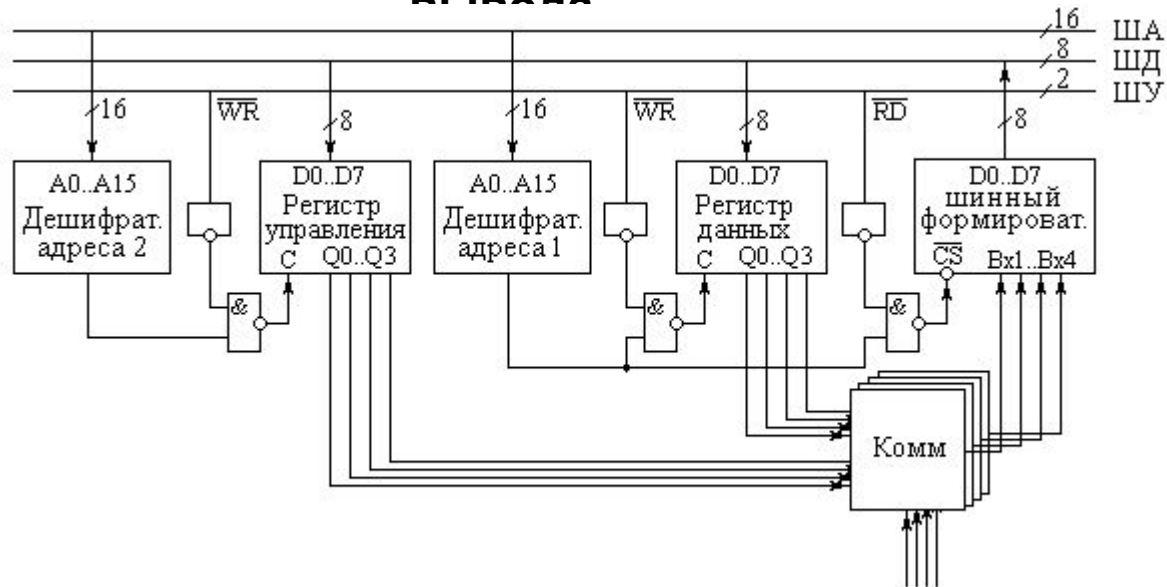 16 ША
8 ШД
2 ШУ
16
WR
8
16
WR
8
RD
8
A0..A15
Дешифрат.
адреса 2
D0..D7
Регистр
управления
C Q0..Q3
A0..A15
Дешифрат.
адреса 1
D0..D7
Регистр
данных
C Q0..Q3
D0..D7
шинный
формироват.
CS Вх1..Вх4
&
&
&
Комм